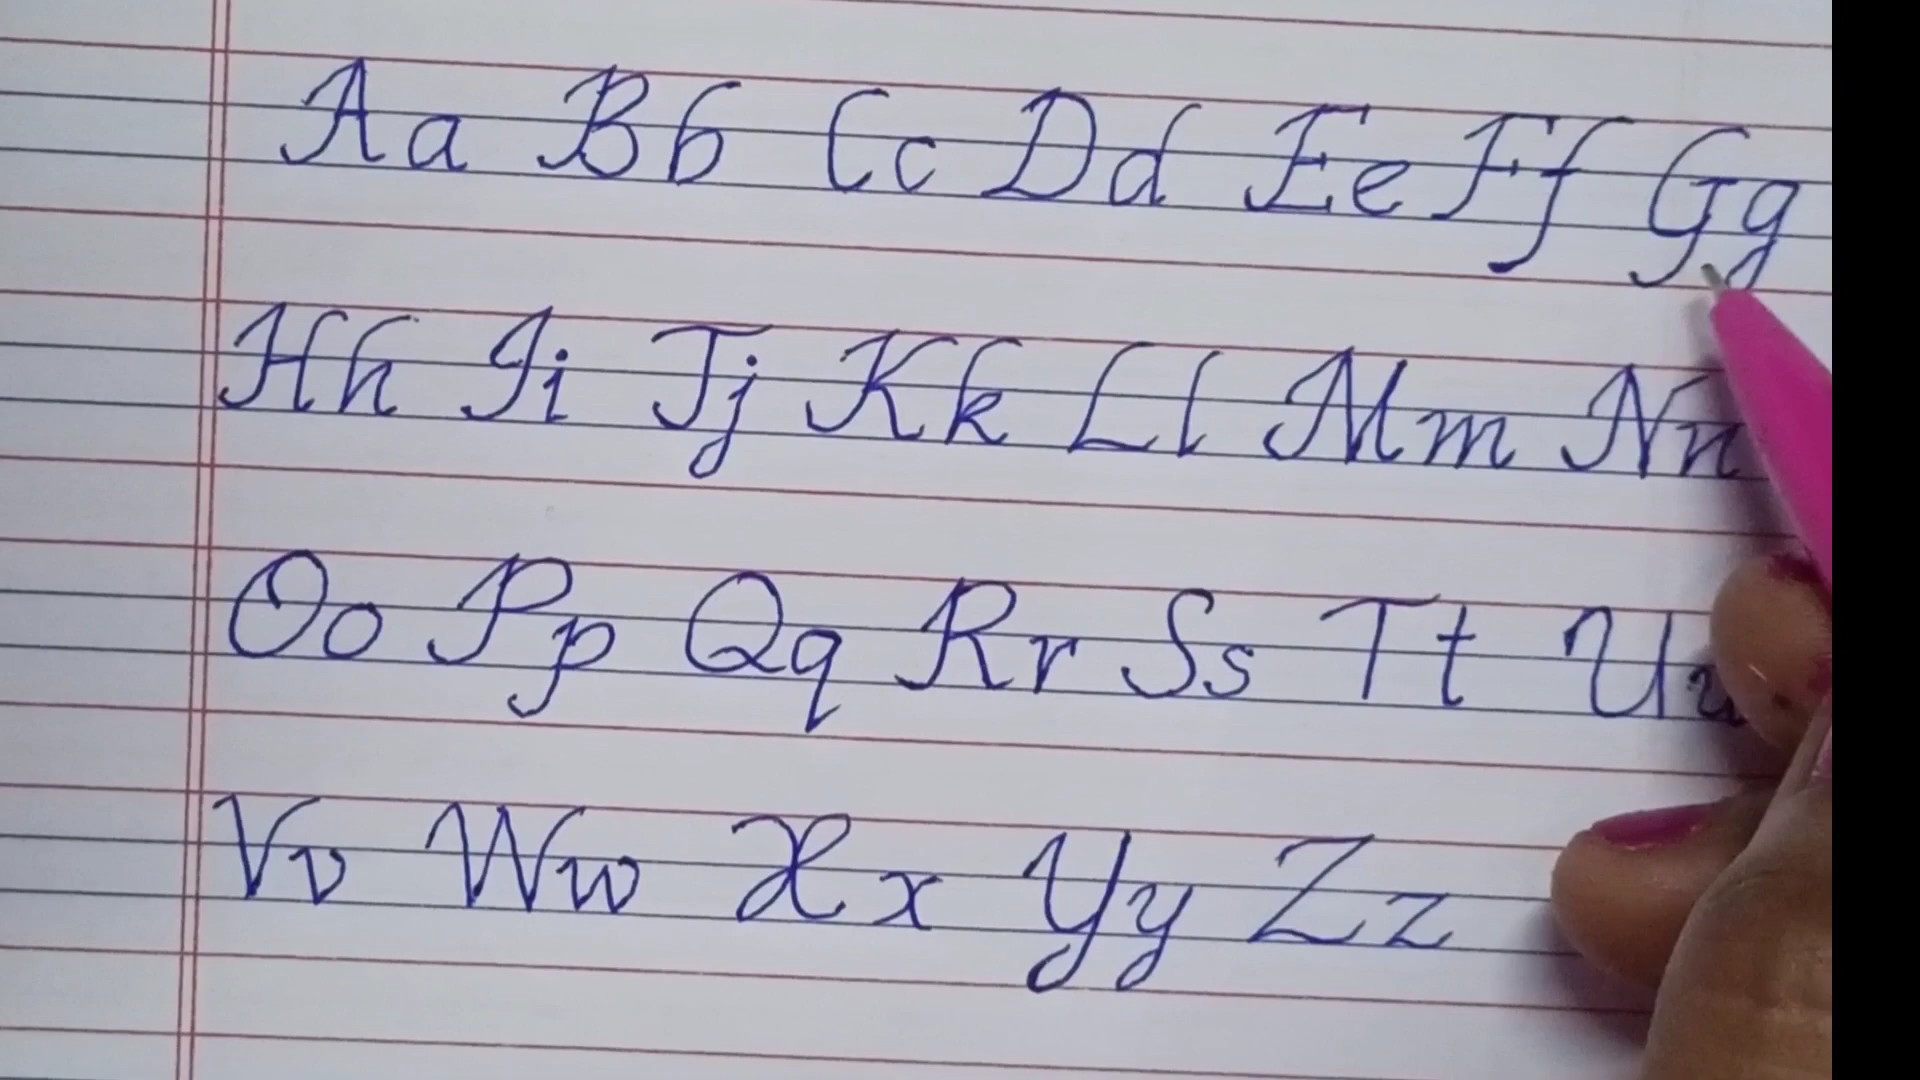 Aa Bb Cc Dd Ee Ff Gg
Hh Ii Jj Kk Ll Mm Nn
Oo Pp Qq Rr Ss Tt Uu
Vv Ww Xx Yy Zz